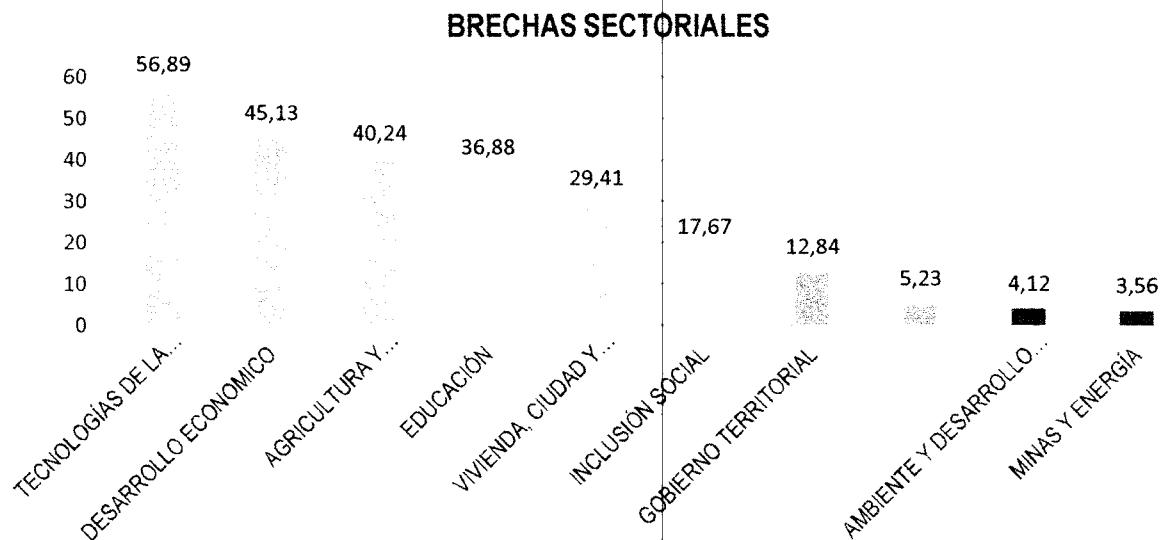 BRECHAS SECTORIALES
60
50
40
30
20
10
0
56,89
45,13
40,24
36,88
29,41
17,67
12,84
5,23
4,12
3,56
TECNOLOGÍAS DE LA...
DESARROLLO ECONOMICO
AGRICULTURA Y...
EDUCACIÓN
VIVIENDA, CIUDAD Y...
INCLUSIÓN SOCIAL
GOBIERNO TERRITORIAL
AMBIENTE Y DESARROLLO...
MINAS Y ENERGÍA